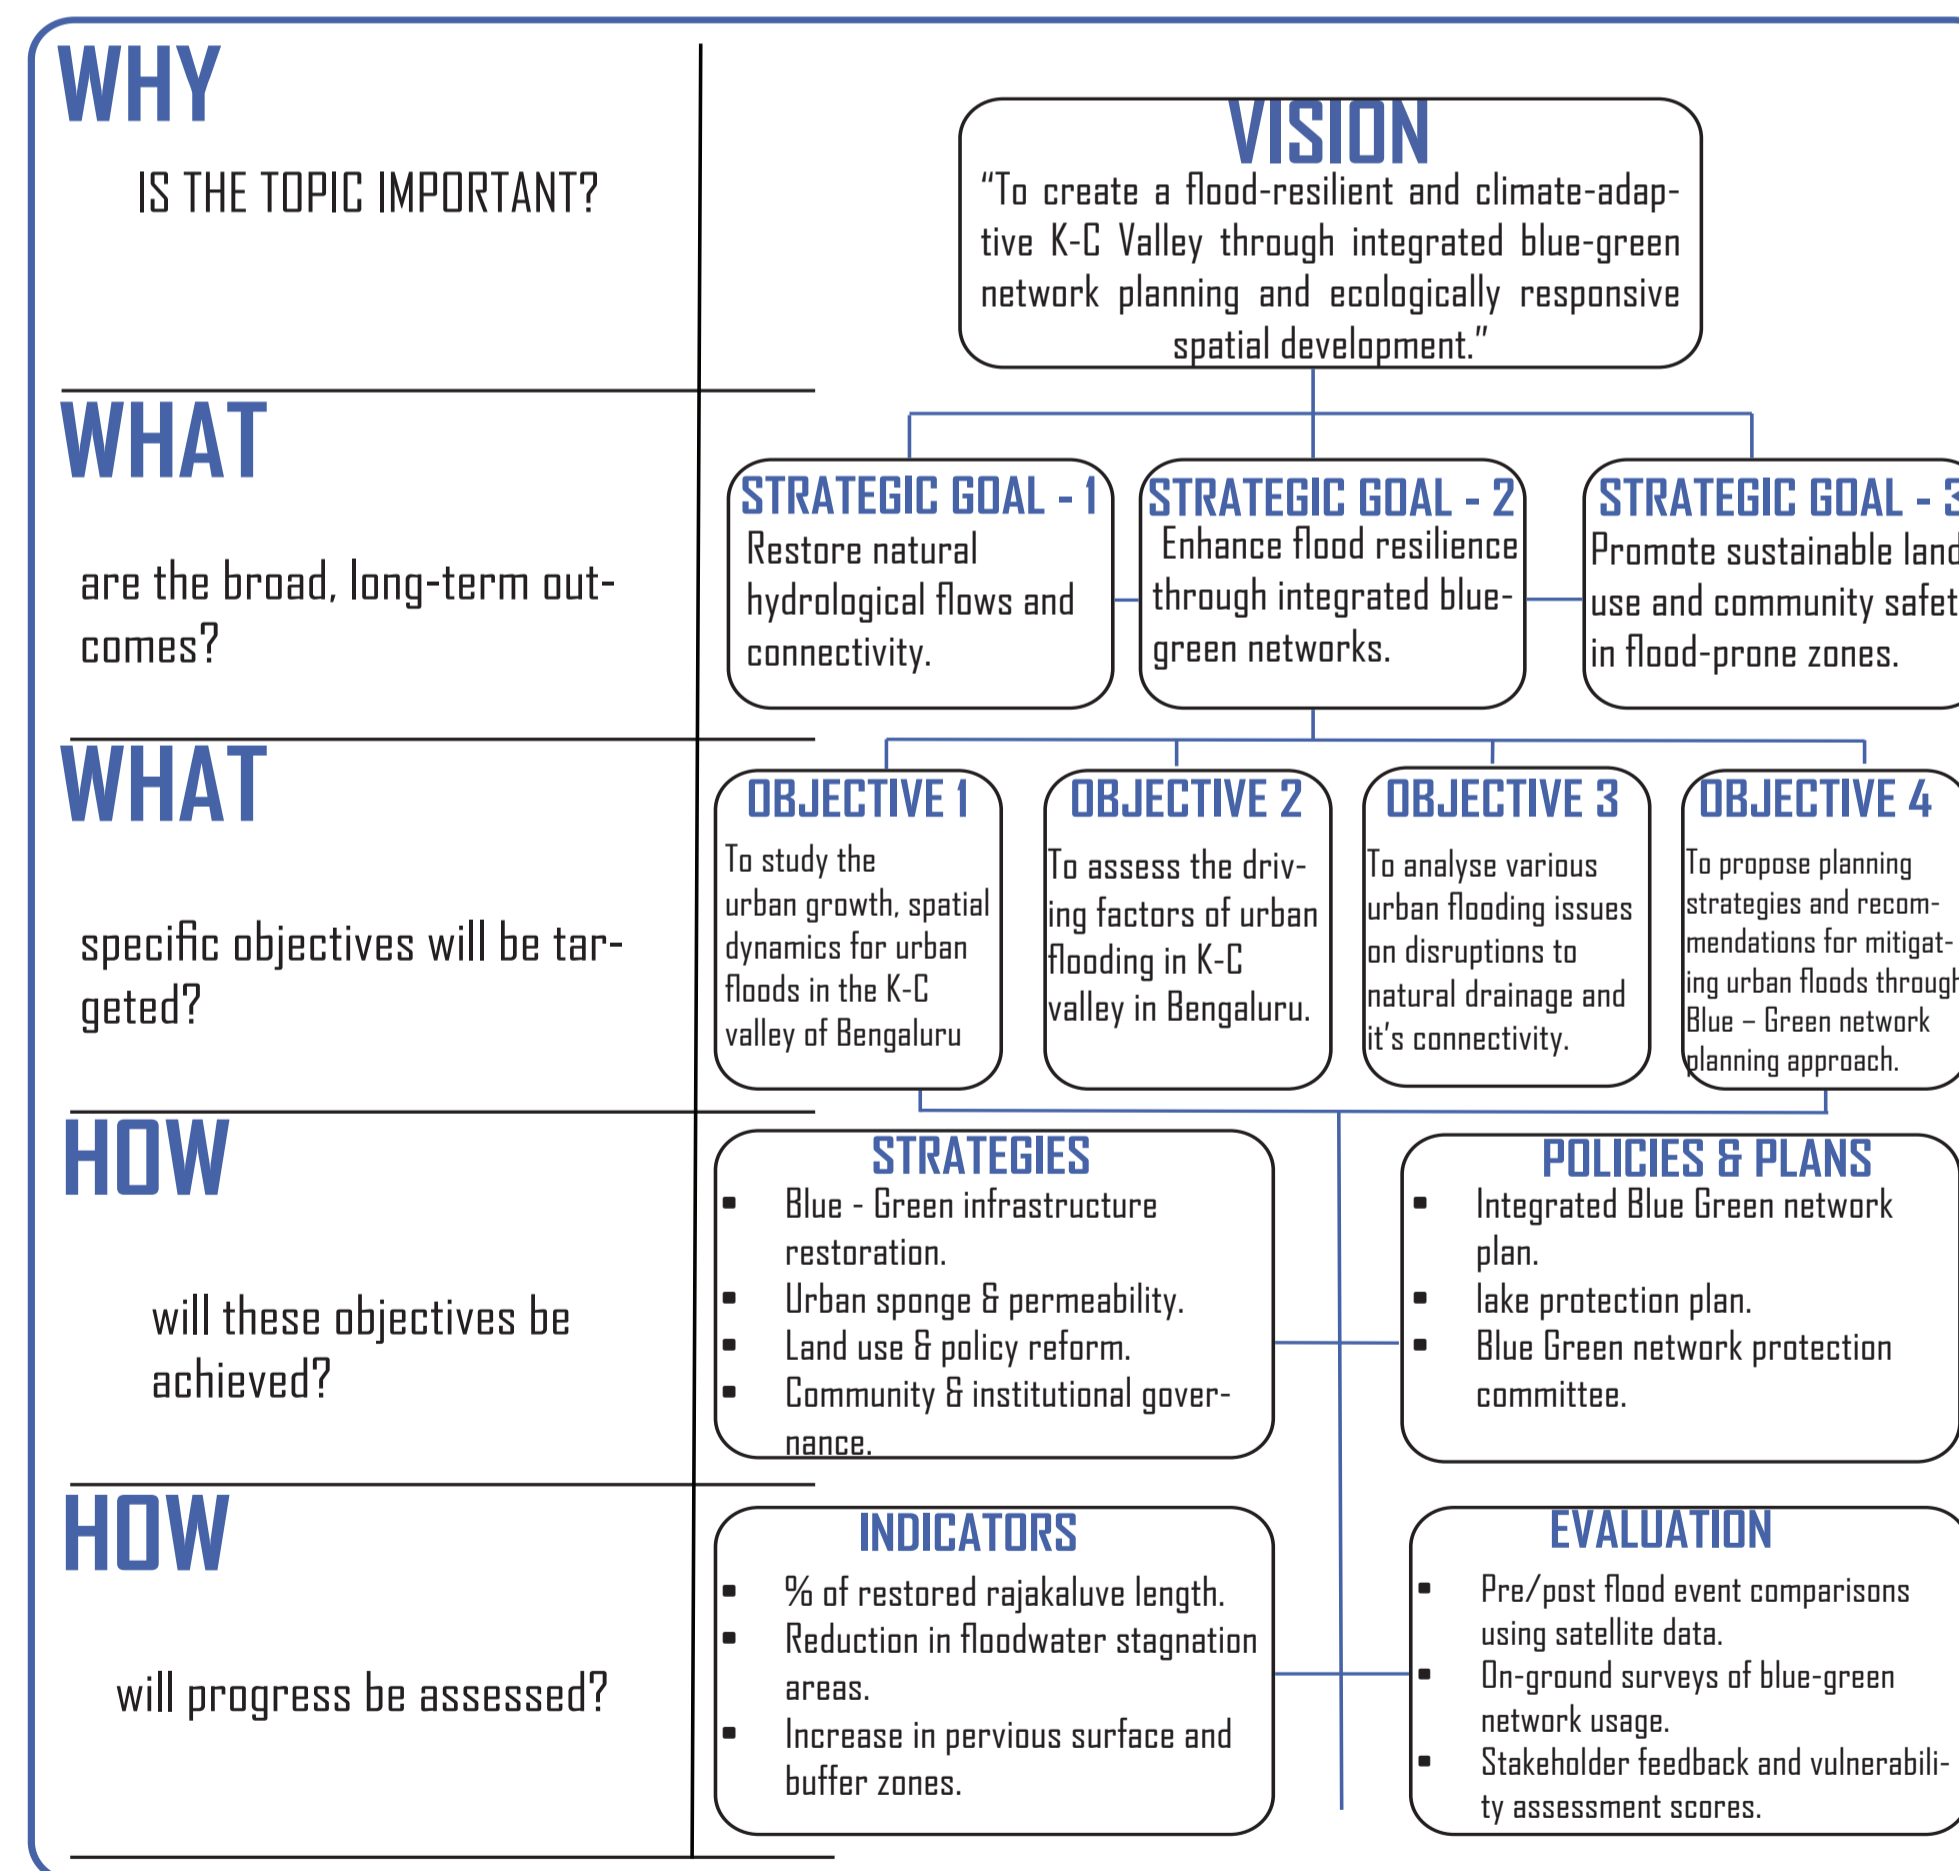 WHY
IS THE TOPIC IMPORTANT?
VISION
"To create a flood-resilient and climate-adap-
tive K-C Valley through integrated blue-green
network planning and ecologically responsive
spatial development."
WHAT
are the broad, long-term out-
comes?
STRATEGIC GOAL - 1
Restore natural
hydrological flows and
connectivity.
STRATEGIC GOAL - 2
Enhance flood resilience
through integrated blue-
green networks.
STRATEGIC GOAL - 3
Promote sustainable land
use and community safet
in flood-prone zones.
WHAT
specific objectives will be tar-
geted?
OBJECTIVE 1
To study the
urban growth, spatial
dynamics for urban
floods in the K-C
valley of Bengaluru
OBJECTIVE 2
To assess the driv-
ing factors of urban
flooding in K-C
valley in Bengaluru.
OBJECTIVE 3
To analyse various
urban flooding issues
on disruptions to
natural drainage and
it's connectivity.
OBJECTIVE 4
To propose planning
strategies and recom-
mendations for mitigat-
ing urban floods through
Blue – Green network
planning approach.
HOW
will these objectives be
achieved?
STRATEGIES
▪ Blue - Green infrastructure
restoration.
▪ Urban sponge & permeability.
▪ Land use & policy reform.
▪ Community & institutional gover-
nance.
POLICIES & PLANS
▪ Integrated Blue Green network
plan.
▪ lake protection plan.
▪ Blue Green network protection
committee.
HOW
will progress be assessed?
INDICATORS
▪ % of restored rajakaluve length.
▪ Reduction in floodwater stagnation
areas.
▪ Increase in pervious surface and
buffer zones.
EVALUATION
▪ Pre/post flood event comparisons
using satellite data.
▪ On-ground surveys of blue-green
network usage.
▪ Stakeholder feedback and vulnerabili-
ty assessment scores.